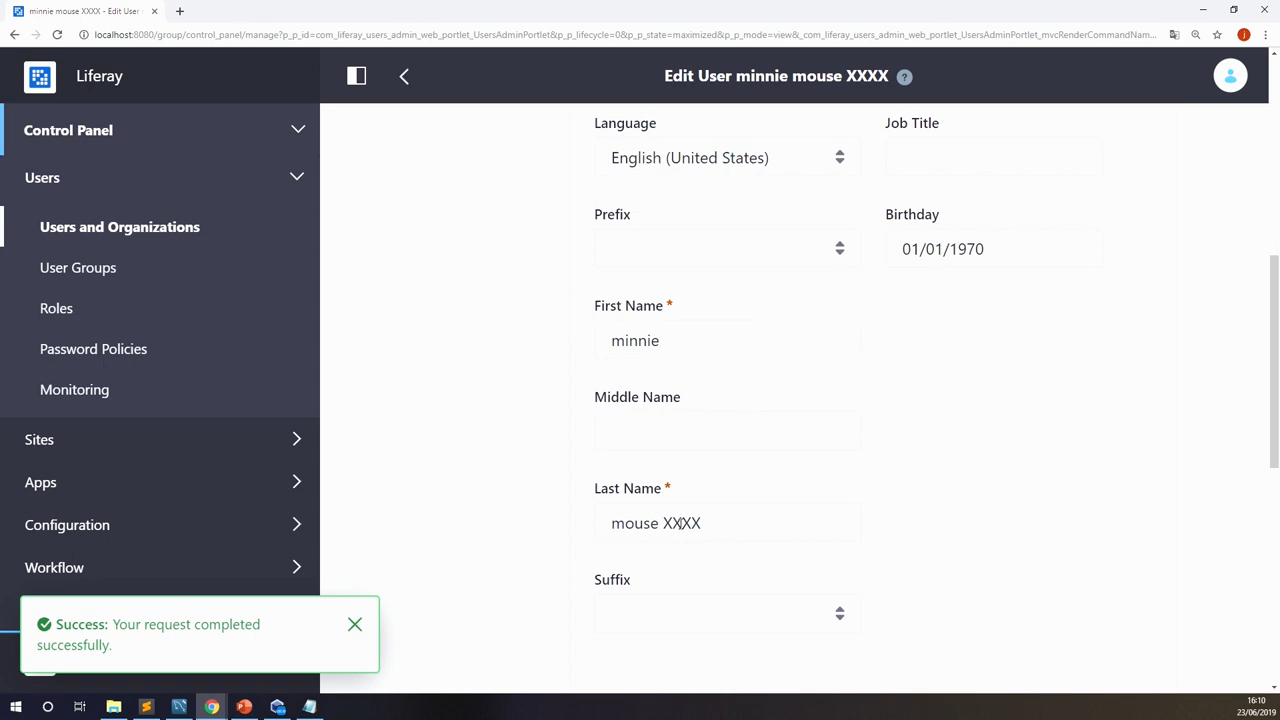 minnie mouse XXXX - Edit User
localhost:8080/group/control_panel/manage?p_p_id=com_liferay_users_admin_web_portlet_UsersAdminPortlet&p_p_lifecycle=0&p_p_state=maximized&p_p_mode=view&_com_liferay_users_admin_web_portlet_UsersAdminPortlet_mvcRenderCommandNam...
Liferay
Edit User minnie mouse XXXX
Control Panel
Users
Users and Organizations
User Groups
Roles
Password Policies
Monitoring
Sites
Apps
Configuration
Workflow
Success: Your request completed
successfully.
Language
Job Title
English (United States)
Prefix
Birthday
01/01/1970
First Name *
minnie
Middle Name
Last Name *
mouse XXXX
Suffix
16:10
23/06/2019